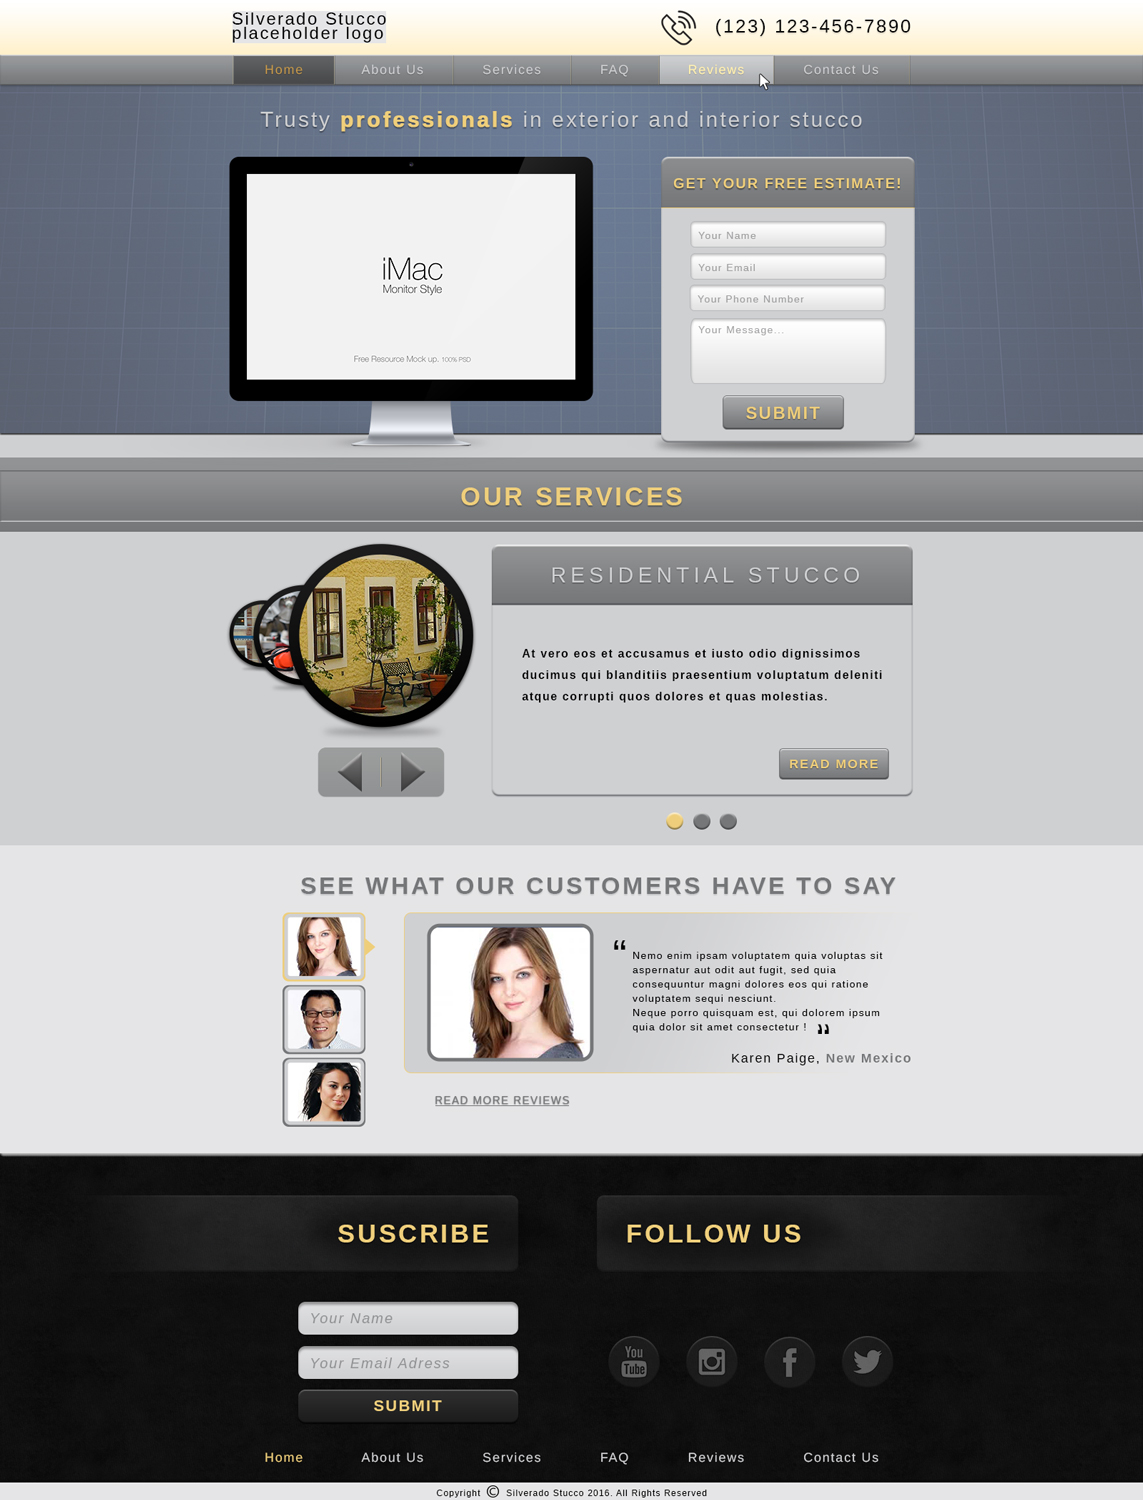 Silverado Stucco
placeholder logo
(123) 123-456-7890
Home About Us Services FAQ Reviews Contact Us
Trusty professionals in exterior and interior stucco
iMac
Monitor Style
Free Resource Mock up. 100% PSD
GET YOUR FREE ESTIMATE!
Your Name
Your Email
Your Phone Number
Your Message...
SUBMIT
OUR SERVICES
RESIDENTIAL STUCCO
At vero eos et accusamus et iusto odio dignissimos
ducimus qui blanditiis praesentium voluptatum deleniti
atque corrupti quos dolores et quas molestias.
READ MORE
SEE WHAT OUR CUSTOMERS HAVE TO SAY
“ Nemo enim ipsam voluptatem quia voluptas sit
aspernatur aut odit aut fugit, sed quia
consequuntur magni dolores eos qui ratione
voluptatem sequi nesciunt.
Neque porro quisquam est, qui dolorem ipsum
quia dolor sit amet consectetur ! ”
Karen Paige, New Mexico
READ MORE REVIEWS
SUSCRIBE
Your Name
Your Email Adress
SUBMIT
FOLLOW US
You
Tube
Home About Us Services FAQ Reviews Contact Us
Copyright © Silverado Stucco 2016. All Rights Reserved